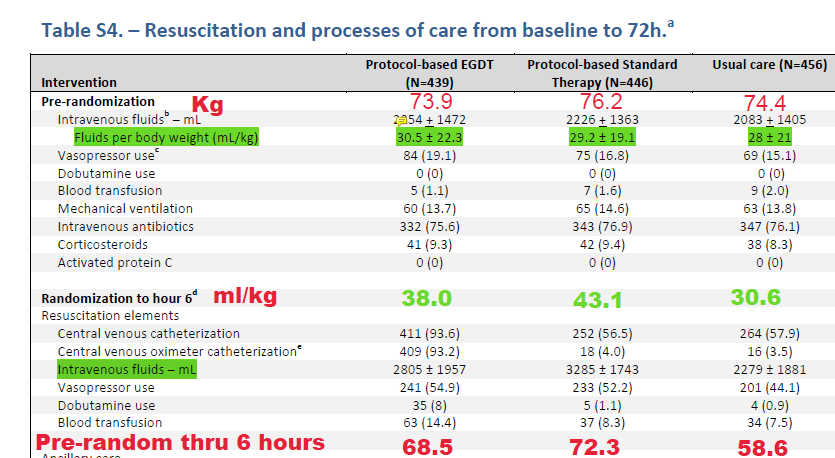 Table S4. – Resuscitation and processes of care from baseline to 72h.a
Protocol-based EGDT Protocol-based Standard Usual care (N=456)
Intervention (N=439) Therapy (N=446)
Pre-randomization Kg 73.9 76.2 74.4
Intravenous fluidsb – mL ± 1472 2226 ± 1363 2083 ± 1405
Fluids per body weight (mL/kg) 30.5 ± 22.3 29.2 ± 19.1 28 ± 21
Vasopressor usec 84 (19.1) 75 (16.8) 69 (15.1)
Dobutamine use 0 (0) 0 (0) 0 (0)
Blood transfusion 5 (1.1) 7 (1.6) 9 (2.0)
Mechanical ventilation 60 (13.7) 65 (14.6) 63 (13.8)
Intravenous antibiotics 332 (75.6) 343 (76.9) 347 (76.1)
Corticosteroids 41 (9.3) 42 (9.4) 38 (8.3)
Activated protein C 0 (0) 0 (0) 0 (0)
Randomization to hour 6d ml/kg 38.0 43.1 30.6
Resuscitation elements
Central venous catheterization 411 (93.6) 252 (56.5) 264 (57.9)
Central venous oximeter catheterizatione 409 (93.2) 18 (4.0) 16 (3.5)
Intravenous fluids – mL 2805 ± 1957 3285 ± 1743 2279 ± 1881
Vasopressor use 241 (54.9) 233 (52.2) 201 (44.1)
Dobutamine use 35 (8) 5 (1.1) 4 (0.9)
Blood transfusion 63 (14.4) 37 (8.3) 34 (7.5)
Pre-random thru 6 hours 68.5 72.3 58.6